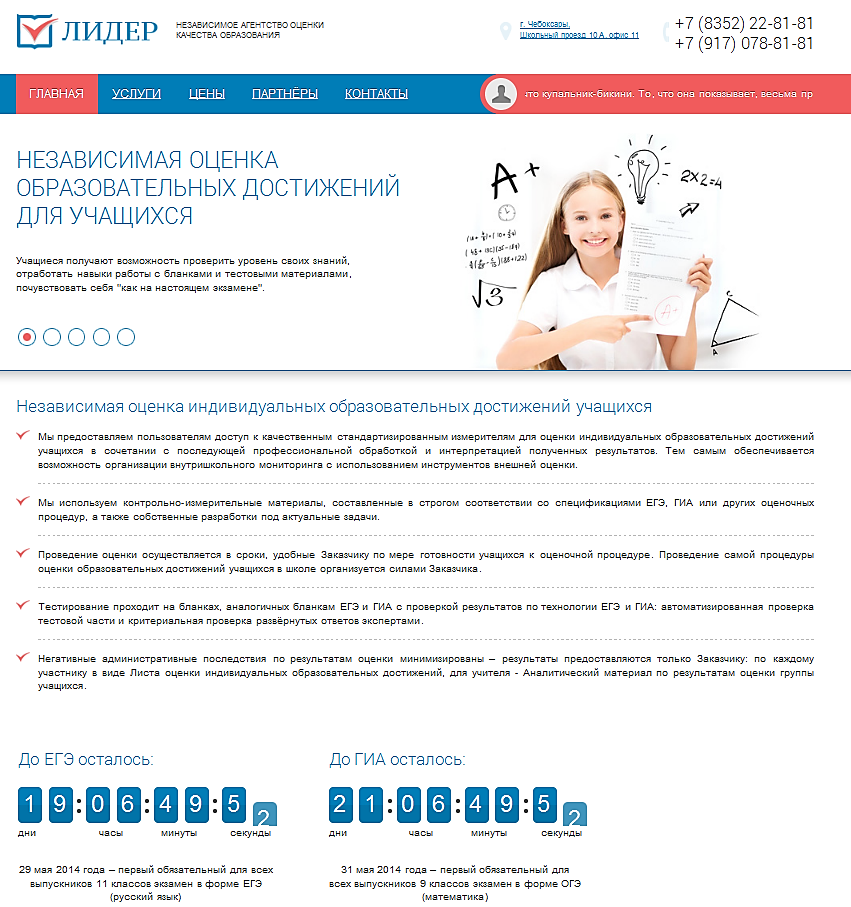 ЛИДЕР
НЕЗАВИСИМОЕ АГЕНТСТВО ОЦЕНКИ
КАЧЕСТВА ОБРАЗОВАНИЯ
г. Чебоксары,
Школьный проезд 10 А, офис 11
+7 (8352) 22-81-81
+7 (917) 078-81-81
ГЛАВНАЯ УСЛУГИ ЦЕНЫ ПАРТНЁРЫ КОНТАКТЫ
что купальник-бикини. То, что она показывает, весьма пр
НЕЗАВИСИМАЯ ОЦЕНКА
ОБРАЗОВАТЕЛЬНЫХ ДОСТИЖЕНИЙ
ДЛЯ УЧАЩИХСЯ
Учащиеся получают возможность проверить уровень своих знаний,
отработать навыки работы с бланками и тестовыми материалами,
почувствовать себя "как на настоящем экзамене".
A+
2x2=4
√3
A+
C
A
Независимая оценка индивидуальных образовательных достижений учащихся
Мы предоставляем пользователям доступ к качественным стандартизированным измерителям для оценки индивидуальных образовательных достижений
учащихся в сочетании с последующей профессиональной обработкой и интерпретацией полученных результатов. Тем самым обеспечивается
возможность организации внутришкольного мониторинга с использованием инструментов внешней оценки.
Мы используем контрольно-измерительные материалы, составленные в строгом соответствии со спецификациями ЕГЭ, ГИА или других оценочных
процедур, а также собственные разработки под актуальные задачи.
Проведение оценки осуществляется в сроки, удобные Заказчику по мере готовности учащихся к оценочной процедуре. Проведение самой процедуры
оценки образовательных достижений учащихся в школе организуется силами Заказчика.
Тестирование проходит на бланках, аналогичных бланкам ЕГЭ и ГИА с проверкой результатов по технологии ЕГЭ и ГИА: автоматизированная проверка
тестовой части и критериальная проверка развёрнутых ответов экспертами.
Негативные административные последствия по результатам оценки минимизированы – результаты предоставляются только Заказчику: по каждому
участнику в виде Листа оценки индивидуальных образовательных достижений, для учителя - Аналитический материал по результатам оценки группы
учащихся.
До ЕГЭ осталось:
19:06:49:52
дни часы минуты секунды
29 мая 2014 года – первый обязательный для всех
выпускников 11 классов экзамен в форме ЕГЭ
(русский язык)
До ГИА осталось:
21:06:49:52
дни часы минуты секунды
31 мая 2014 года – первый обязательный для
всех выпускников 9 классов экзамен в форме ОГЭ
(математика)